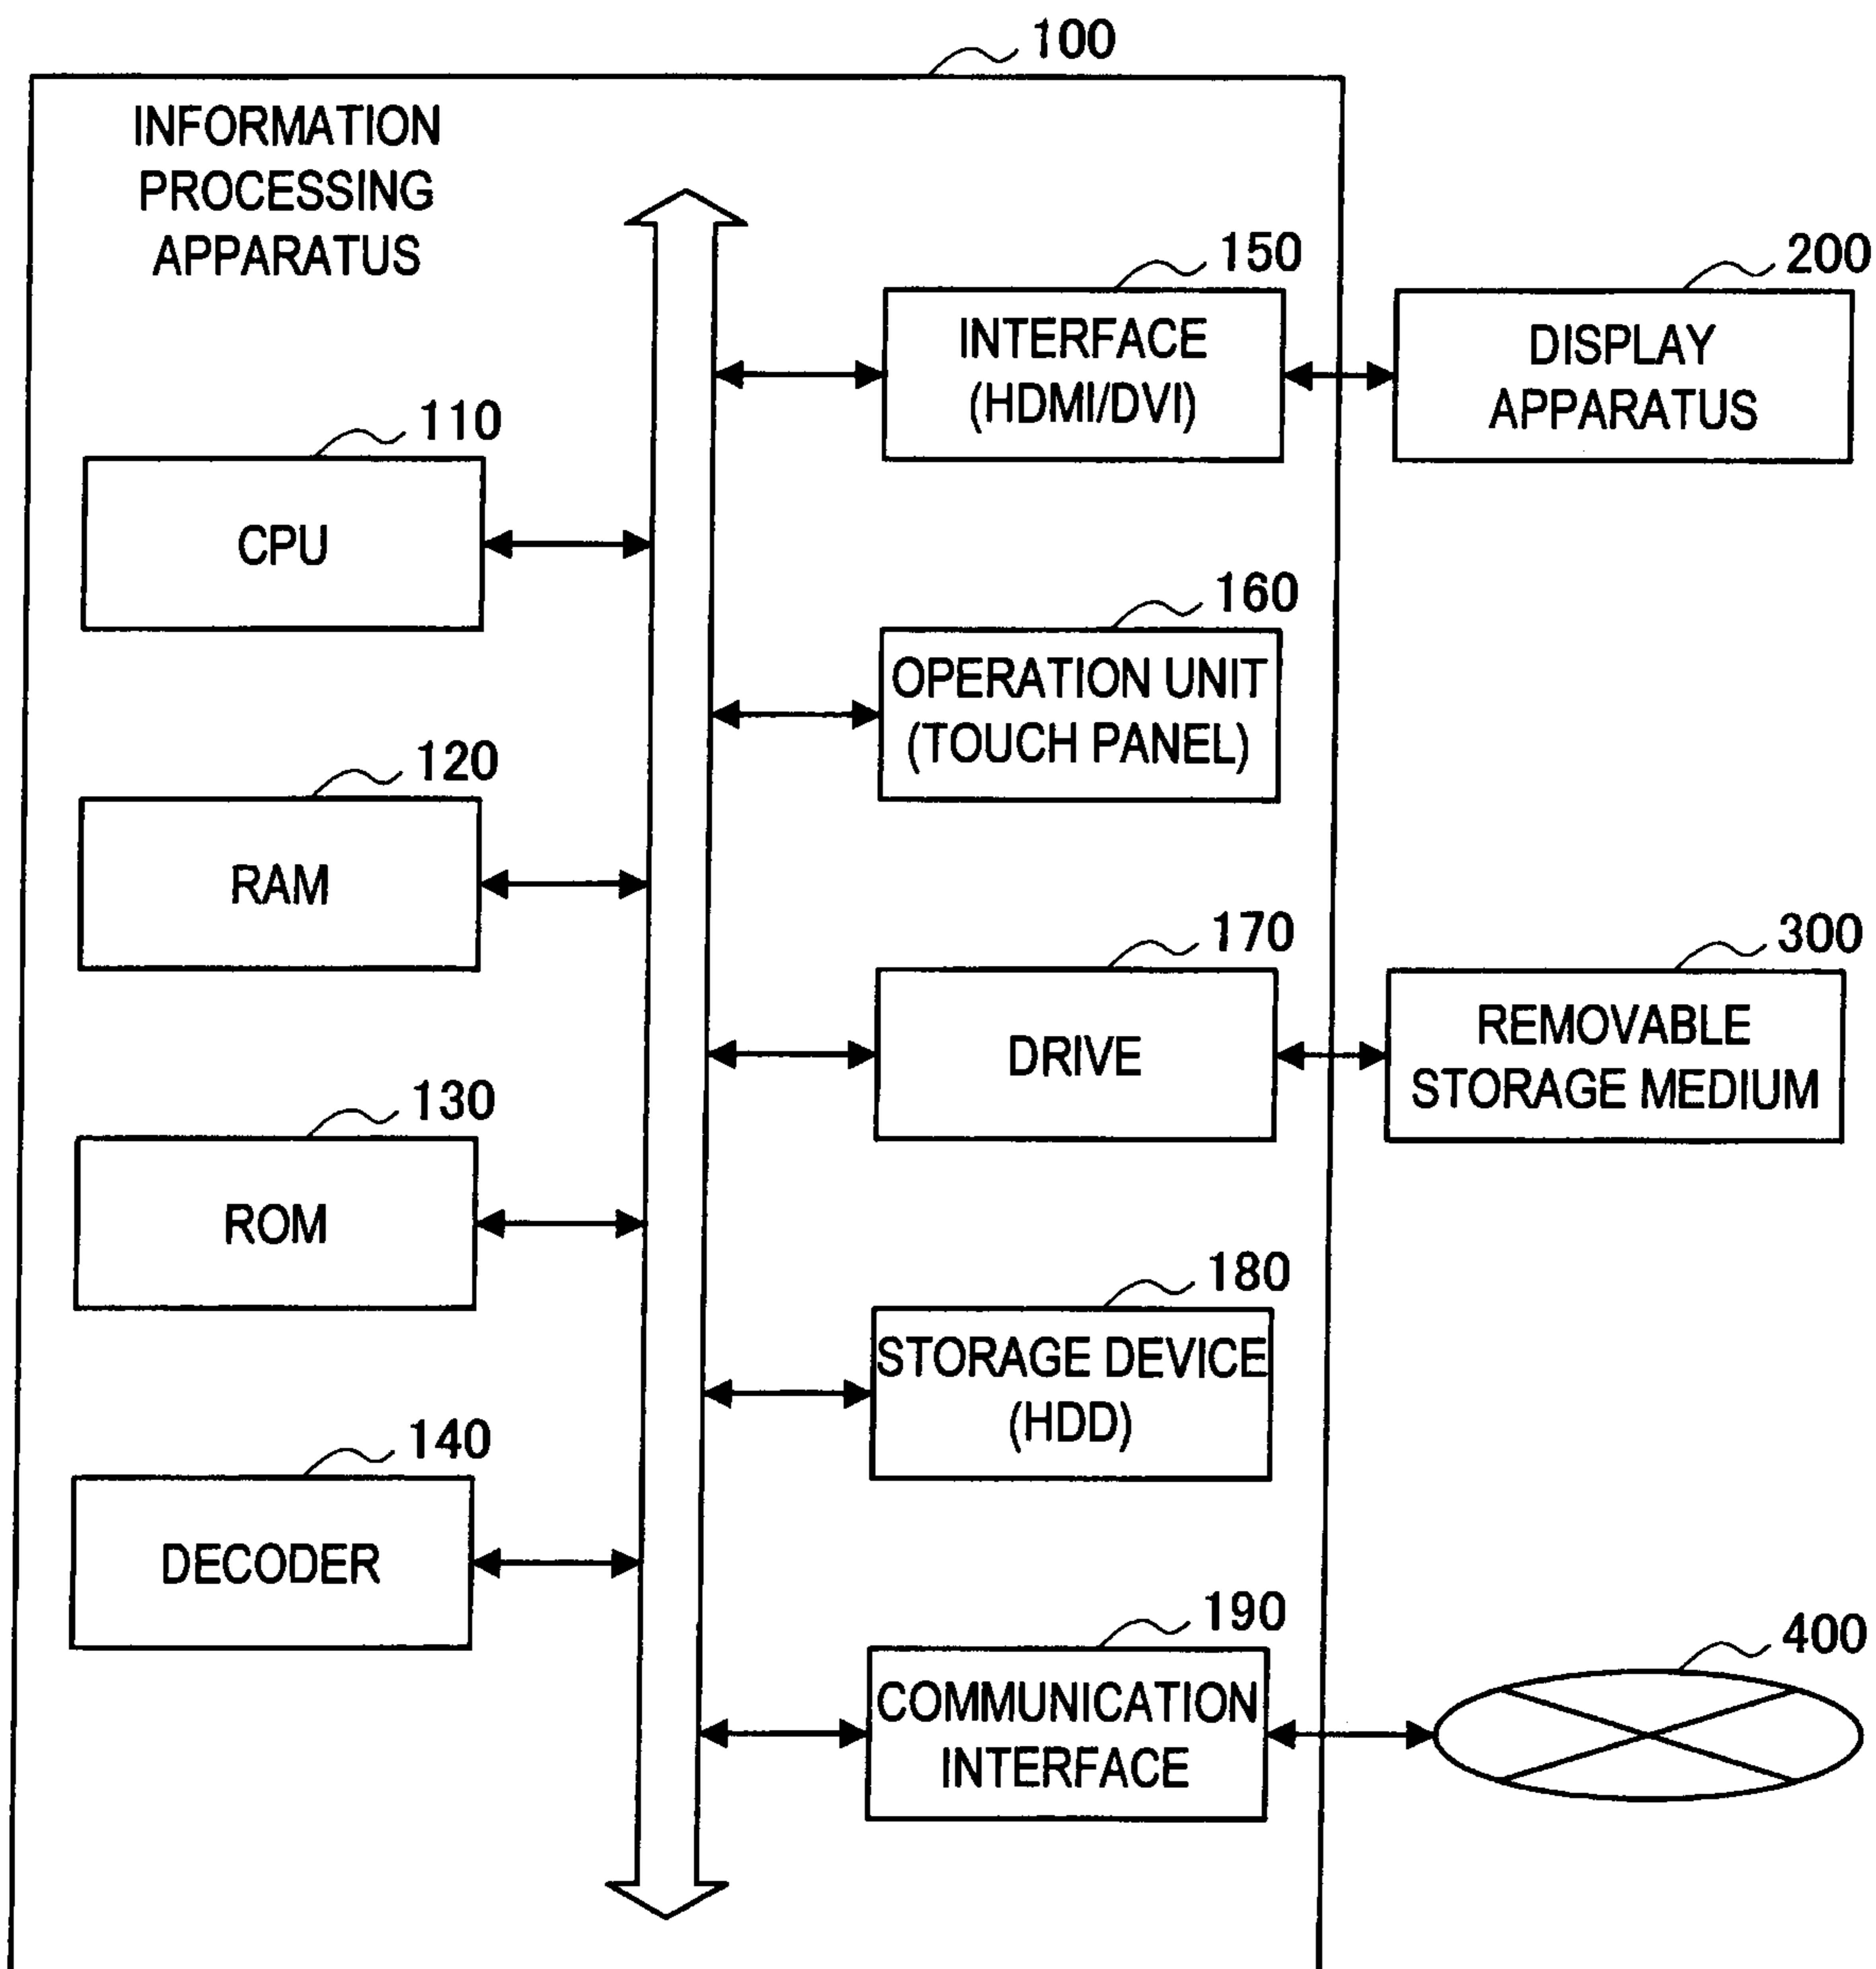 100
INFORMATION
PROCESSING
APPARATUS
150
INTERFACE
(HDMI/DVI)
200
DISPLAY
APPARATUS
110
CPU
160
OPERATION UNIT
(TOUCH PANEL)
120
RAM
170
DRIVE
300
REMOVABLE
STORAGE MEDIUM
130
ROM
180
STORAGE DEVICE
(HDD)
140
DECODER
190
COMMUNICATION
INTERFACE
400